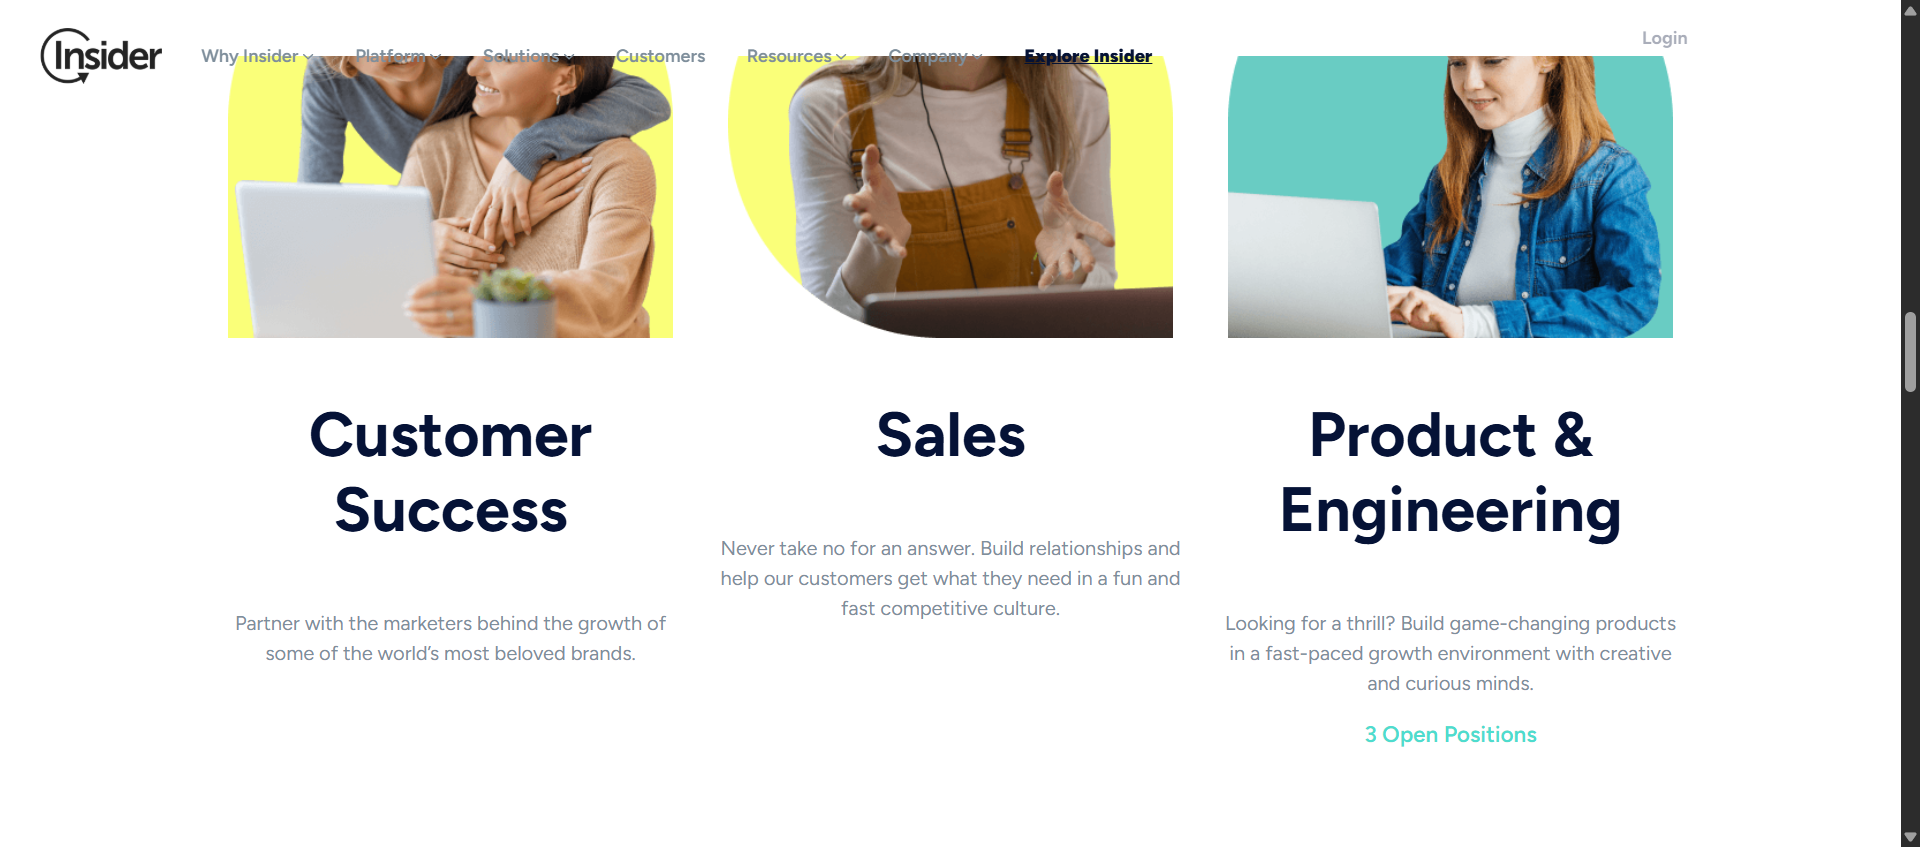 Insider
Why Insider
Platform
Solutions
Customers
Resources
Company
Explore Insider
Login
Customer
Success
Partner with the marketers behind the growth of
some of the world’s most beloved brands.
Sales
Never take no for an answer. Build relationships and
help our customers get what they need in a fun and
fast competitive culture.
Product &
Engineering
Looking for a thrill? Build game-changing products
in a fast-paced growth environment with creative
and curious minds.
3 Open Positions